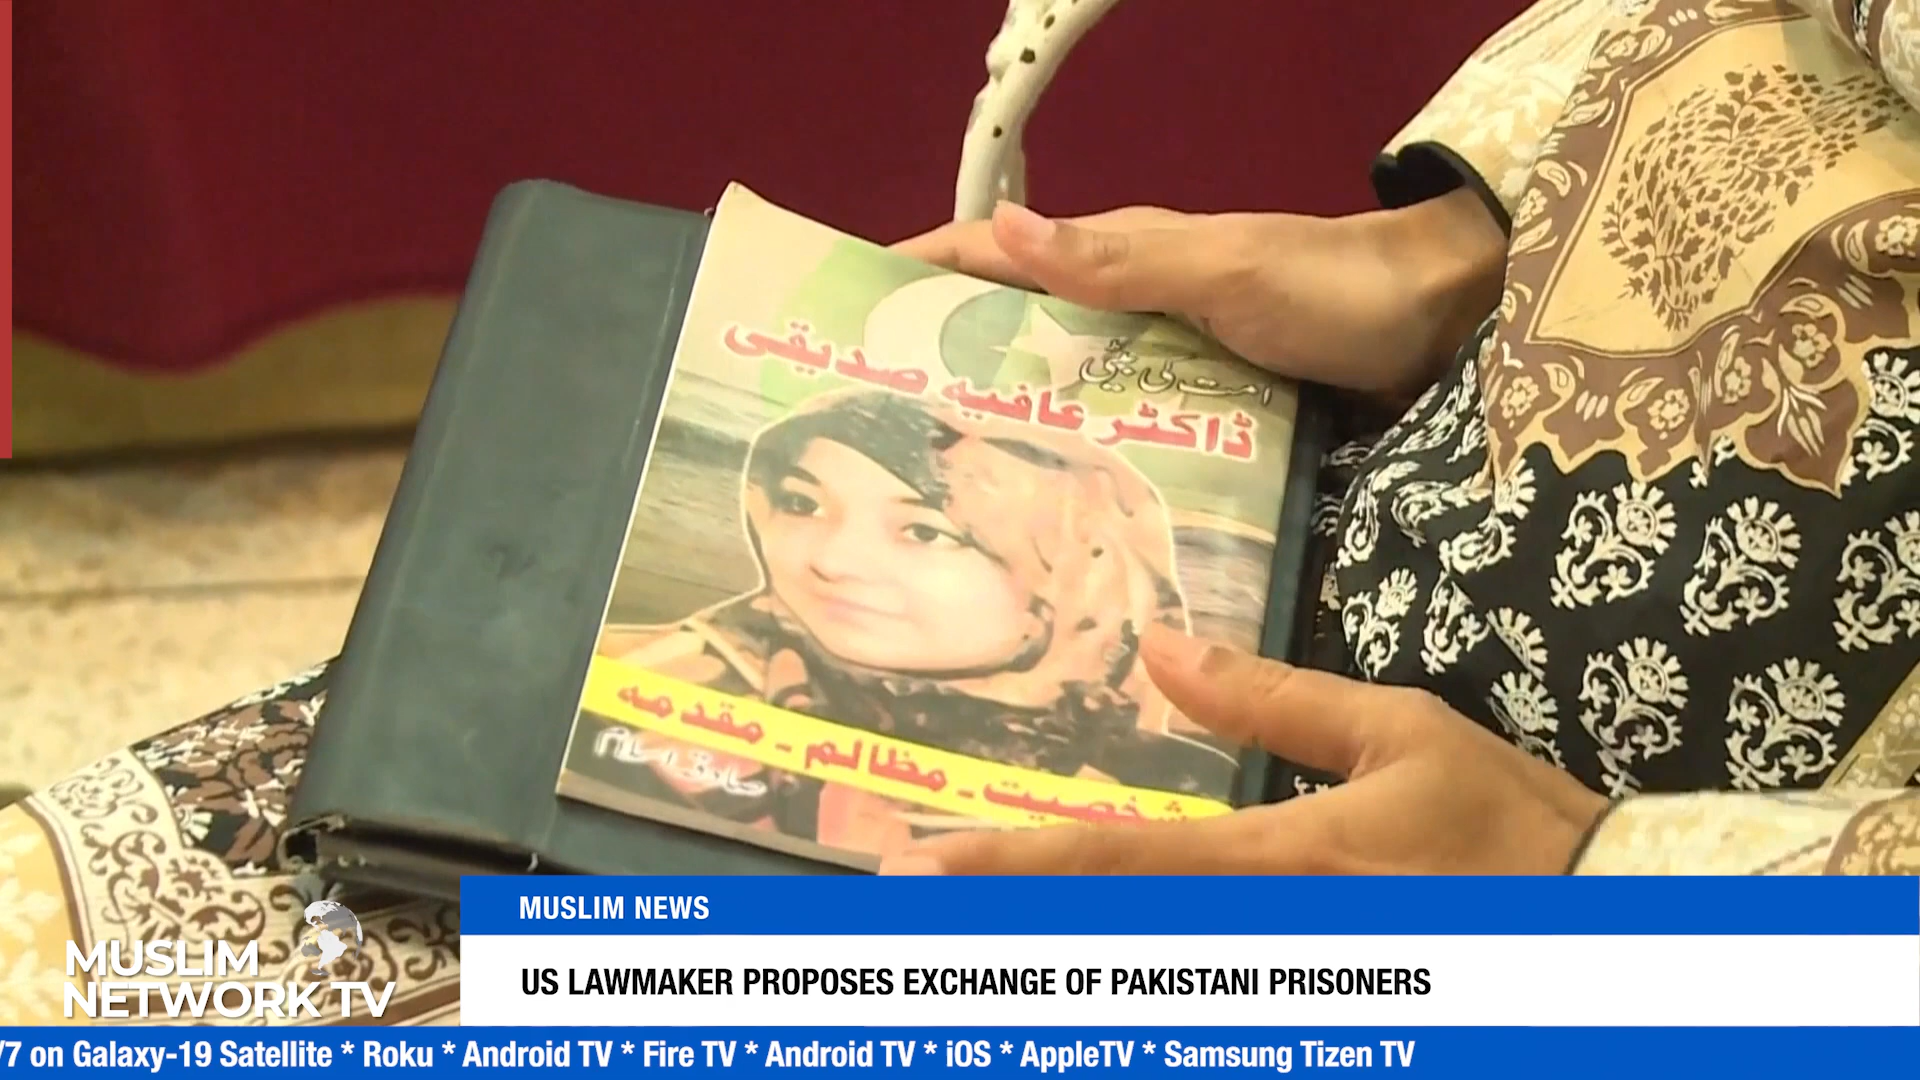 امت کی بیٹی
ڈاکٹر عافیہ صدیقی
شخصیت - مظالم - مقدمہ
MUSLIM NEWS
US LAWMAKER PROPOSES EXCHANGE OF PAKISTANI PRISONERS
MUSLIM
NETWORK TV
/7 on Galaxy-19 Satellite * Roku * Android TV * Fire TV * Android TV * iOS * AppleTV * Samsung Tizen TV